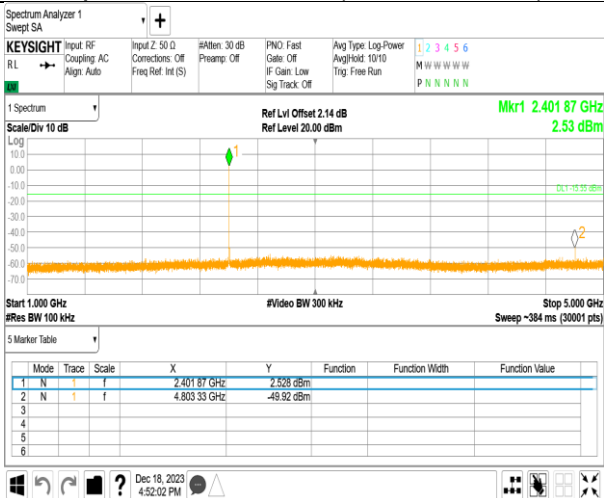 Spectrum Analyzer 1
Swept SA
KEYSIGHT
RL
Input: RF
Coupling: AC
Align: Auto
Input Z: 50 Ω
Corrections: Off
Freq Ref: Int (S)
#Atten: 30 dB
Preamp: Off
PNO: Fast
Gate: Off
IF Gain: Low
Sig Track: Off
Avg Type: Log-Power
Avg|Hold: 10/10
Trig: Free Run
1 2 3 4 5 6
M W W W W W
P N N N N N
1 Spectrum
Scale/Div 10 dB
Ref Lvl Offset 2.14 dB
Ref Level 20.00 dBm
Mkr1 2.401 87 GHz
2.53 dBm
Log
10.0
0.00
-10.0
-20.0
-30.0
-40.0
-50.0
-60.0
-70.0
1
DL1 -15.55 dBm
2
Start 1.000 GHz
#Res BW 100 kHz
#Video BW 300 kHz
Stop 5.000 GHz
Sweep ~384 ms (30001 pts)
5 Marker Table
Mode Trace Scale X Y Function Function Width Function Value
1 N 1 f 2.401 87 GHz 2.528 dBm
2 N 1 f 4.803 33 GHz -49.92 dBm
3
4
5
6
?
Dec 18, 2023
4:52:02 PM